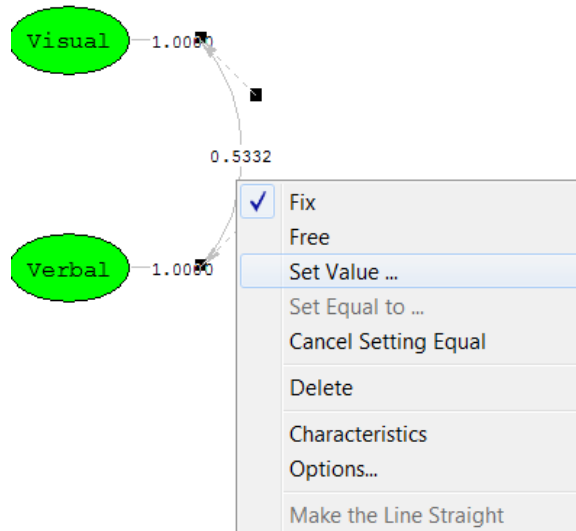 Visual
1.0000
0.5332
Verbal
1.0000
Fix
Free
Set Value ...
Set Equal to ...
Cancel Setting Equal
Delete
Characteristics
Options...
Make the Line Straight